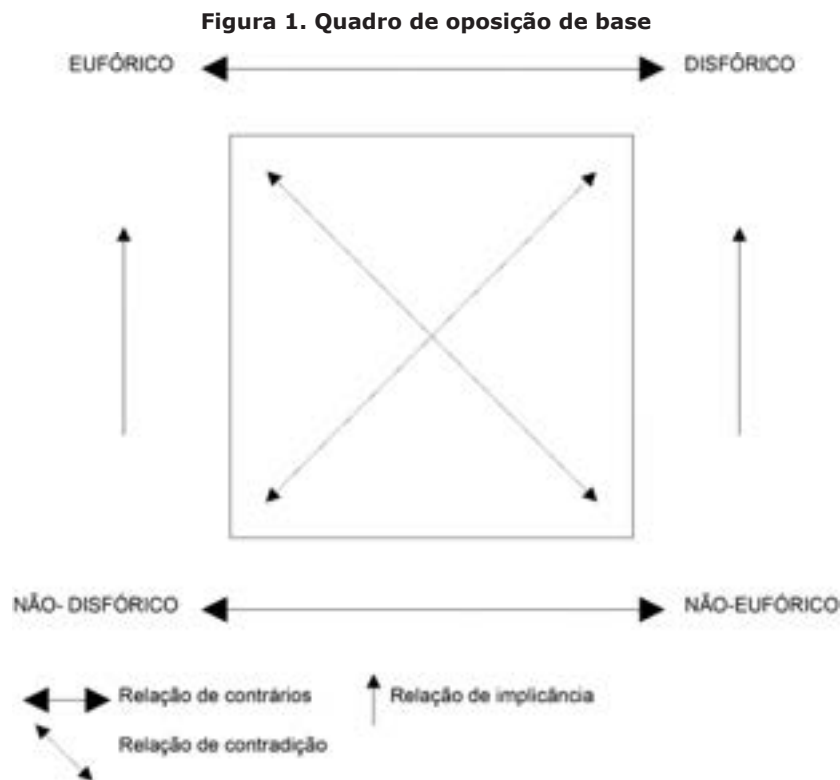 Figura 1. Quadro de oposição de base
EUFÓRICO DISFÓRICO
NÃO- DISFÓRICO NÃO-EUFÓRICO
Relação de contrários Relação de implicância
Relação de contradição